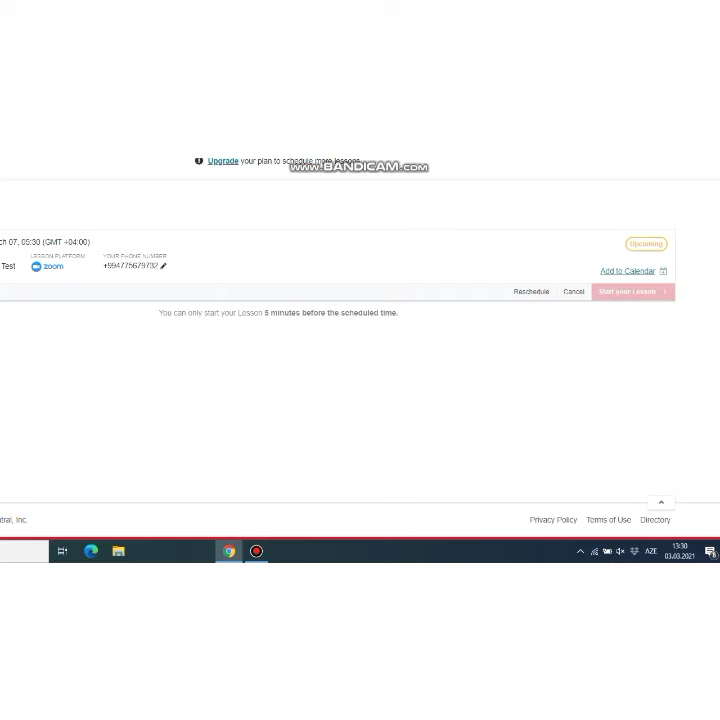 Upgrade your plan to schedule more lessons
WWW.BANDICAM.COM
ch 07, 05:30 (GMT +04:00)
Upcoming
LESSON PLATFORM
YOUR PHONE NUMBER
Test
zoom
+994775679732
Add to Calendar
Reschedule
Cancel
Start your Lesson
You can only start your Lesson 5 minutes before the scheduled time.
tral, Inc.
Privacy Policy
Terms of Use
Directory
AZE
13:30
03.03.2021